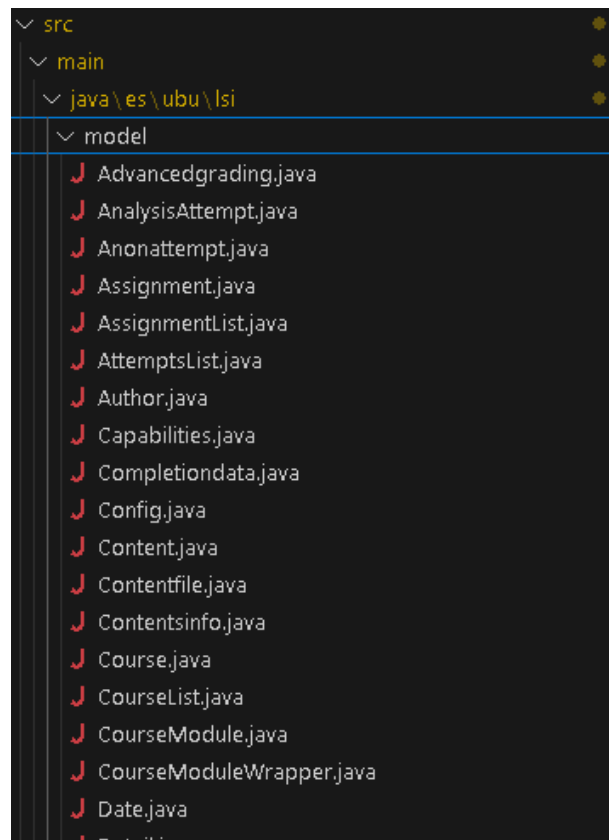 src
main
java\es\ubu\lsi
model
Advancedgrading.java
AnalysisAttempt.java
Anonattempt.java
Assignment.java
AssignmentList.java
AttemptsList.java
Author.java
Capabilities.java
Completiondata.java
Config.java
Content.java
Contentfile.java
Contentsinfo.java
Course.java
CourseList.java
CourseModule.java
CourseModuleWrapper.java
Date.java